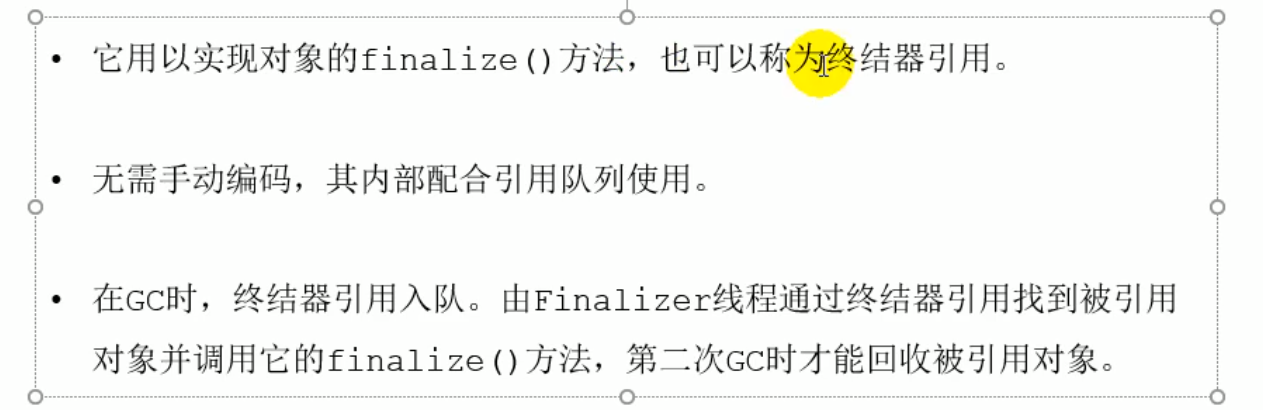 • 它用以实现对象的finalize()方法，也可以称为终结器引用。
• 无需手动编码，其内部配合引用队列使用。
• 在GC时，终结器引用入队。由Finalizer线程通过终结器引用找到被引用
对象并调用它的finalize()方法，第二次GC时才能回收被引用对象。